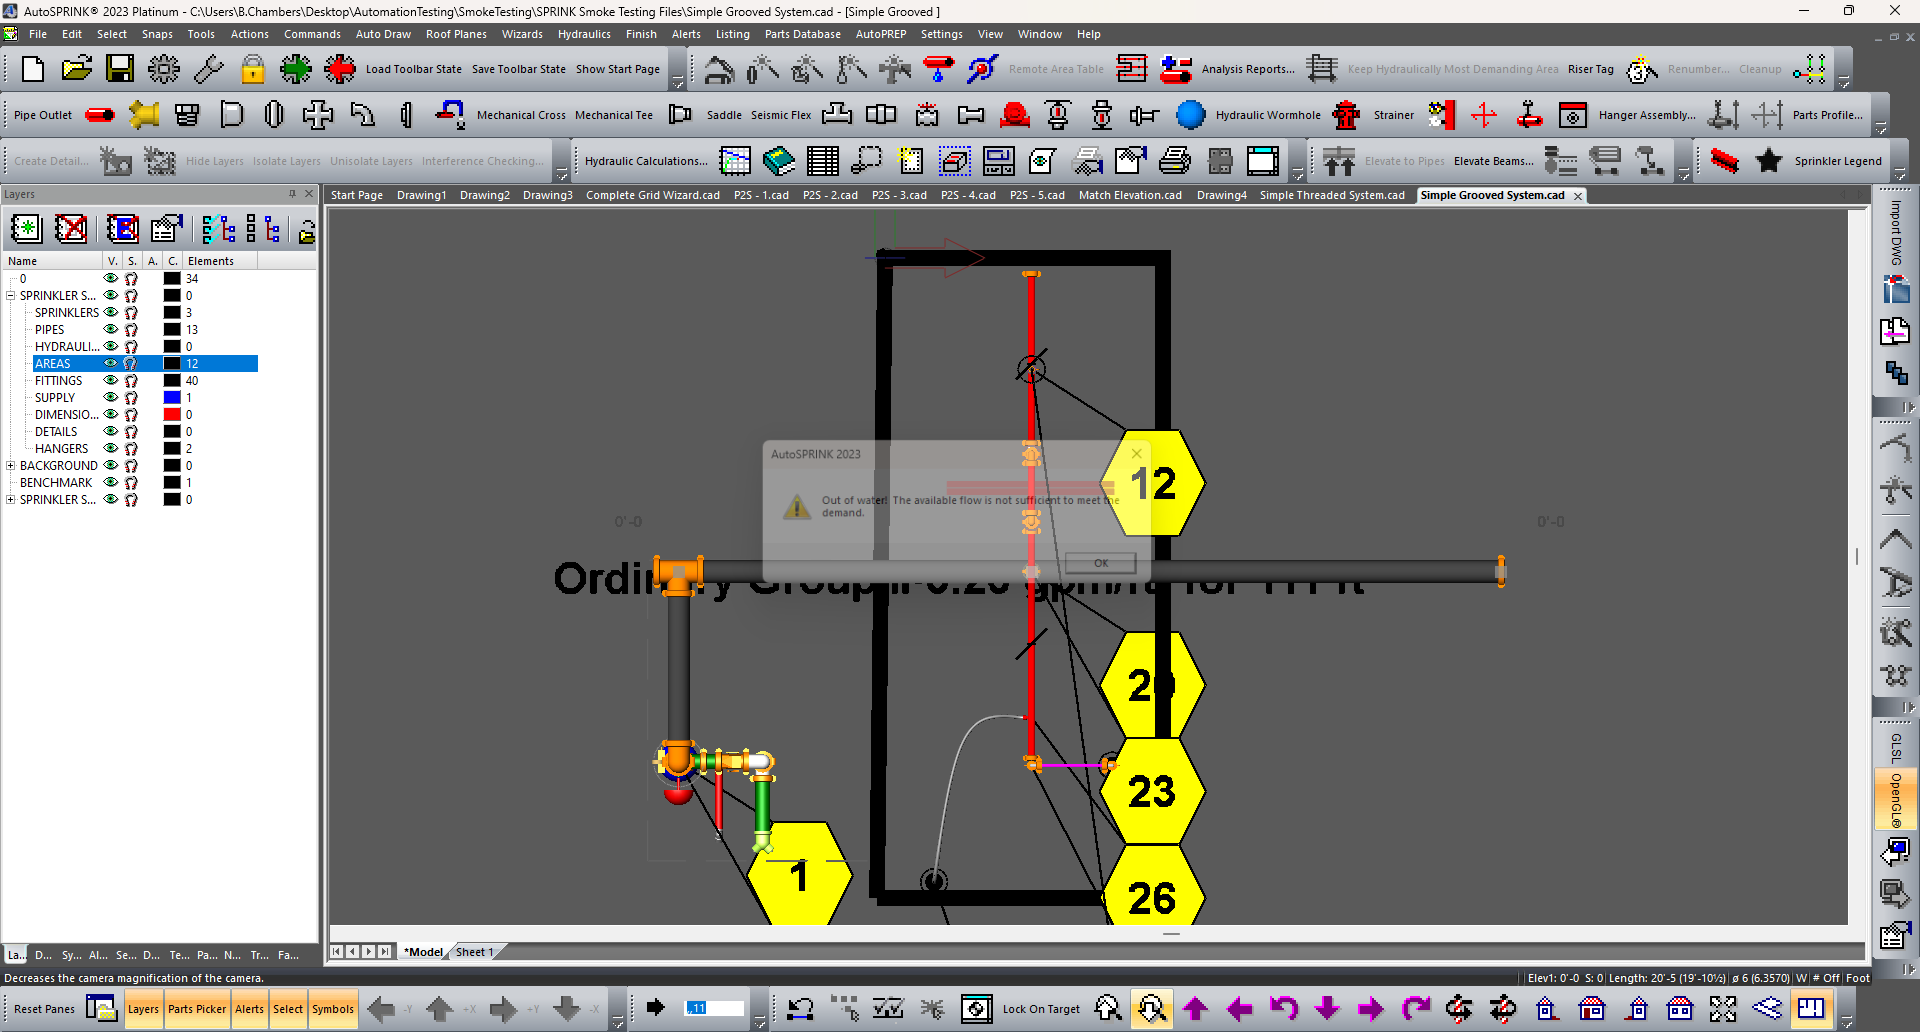 AutoSPRINK® 2023 Platinum - C:\Users\B.Chambers\Desktop\AutomationTesting\SmokeTesting\SPRINK Smoke Testing Files\Simple Grooved System.cad - [Simple Grooved ]
File Edit Select Snaps Tools Actions Commands Auto Draw Roof Planes Wizards Hydraulics Finish Alerts Listing Parts Database AutoPREP Settings View Window Help
Load Toolbar State Save Toolbar State Show Start Page Remote Area Table Analysis Reports... Keep Hydraulically Most Demanding Area Riser Tag Renumber... Cleanup
Pipe Outlet Mechanical Cross Mechanical Tee Saddle Seismic Flex Hydraulic Wormhole Strainer Hanger Assembly... Parts Profile...
Create Detail... Hide Layers Isolate Layers Unisolate Layers Interference Checking... Hydraulic Calculations... Elevate to Pipes Elevate Beams... Sprinkler Legend
Layers
Start Page Drawing1 Drawing2 Drawing3 Complete Grid Wizard.cad P2S - 1.cad P2S - 2.cad P2S - 3.cad P2S - 4.cad P2S - 5.cad Match Elevation.cad Drawing4 Simple Threaded System.cad Simple Grooved System.cad
Name V. S. A. C. Elements
0 34
SPRINKLER S... 0
SPRINKLERS 3
PIPES 13
HYDRAULI... 0
AREAS 12
FITTINGS 40
SUPPLY 1
DIMENSIO... 0
DETAILS 0
HANGERS 2
BACKGROUND 0
BENCHMARK 1
SPRINKLER S... 0
AutoSPRINK 2023
Out of water! The available flow is not sufficient to meet the
demand.
OK
12
0'-0
0'-0
20
23
26
1
Import DWG
GLSL
OpenGL®
La... D... Sy... Al... Se... D... Te... Pa... N... Tr... Fa...
*Model Sheet 1
Decreases the camera magnification of the camera.
Elev1: 0'-0 S: 0 Length: 20'-5 (19'-10½) ø 6 (6.3570) W # Off Foot
Reset Panes Layers Parts Picker Alerts Select Symbols -Y +X +Y -X ,,11 Lock On Target